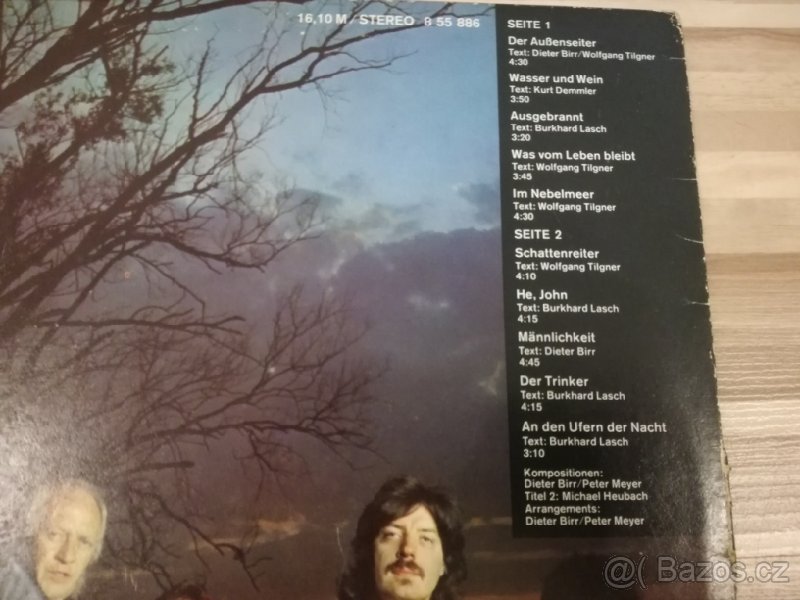 16,10 M / STEREO 8 55 886
SEITE 1
Der Außenseiter
Text: Dieter Birr/Wolfgang Tilgner
4:30
Wasser und Wein
Text: Kurt Demmler
3:50
Ausgebrannt
Text: Burkhard Lasch
3:20
Was vom Leben bleibt
Text: Wolfgang Tilgner
3:45
Im Nebelmeer
Text: Wolfgang Tilgner
4:30
SEITE 2
Schattenreiter
Text: Wolfgang Tilgner
4:10
He, John
Text: Burkhard Lasch
4:15
Männlichkeit
Text: Dieter Birr
4:45
Der Trinker
Text: Burkhard Lasch
4:15
An den Ufern der Nacht
Text: Burkhard Lasch
3:10
Kompositionen:
Dieter Birr/Peter Meyer
Titel 2: Michael Heubach
Arrangements:
Dieter Birr/Peter Meyer
Bazos.cz